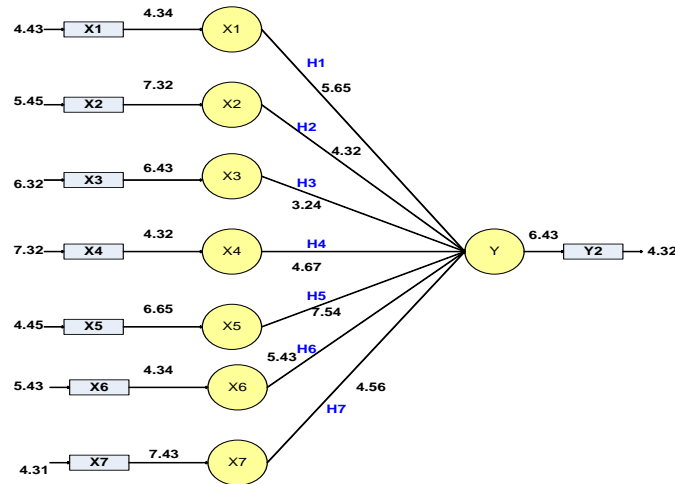 4.43 X1 4.34 X1
H1
5.65
5.45 X2 7.32 X2
H2
4.32
6.32 X3 6.43 X3
H3
3.24
7.32 X4 4.32 X4 H4 Y 6.43 Y2 4.32
4.67
4.45 X5 6.65 X5
H5
7.54
5.43 X6 4.34 X6
H6
5.43
4.56
H7
4.31 X7 7.43 X7